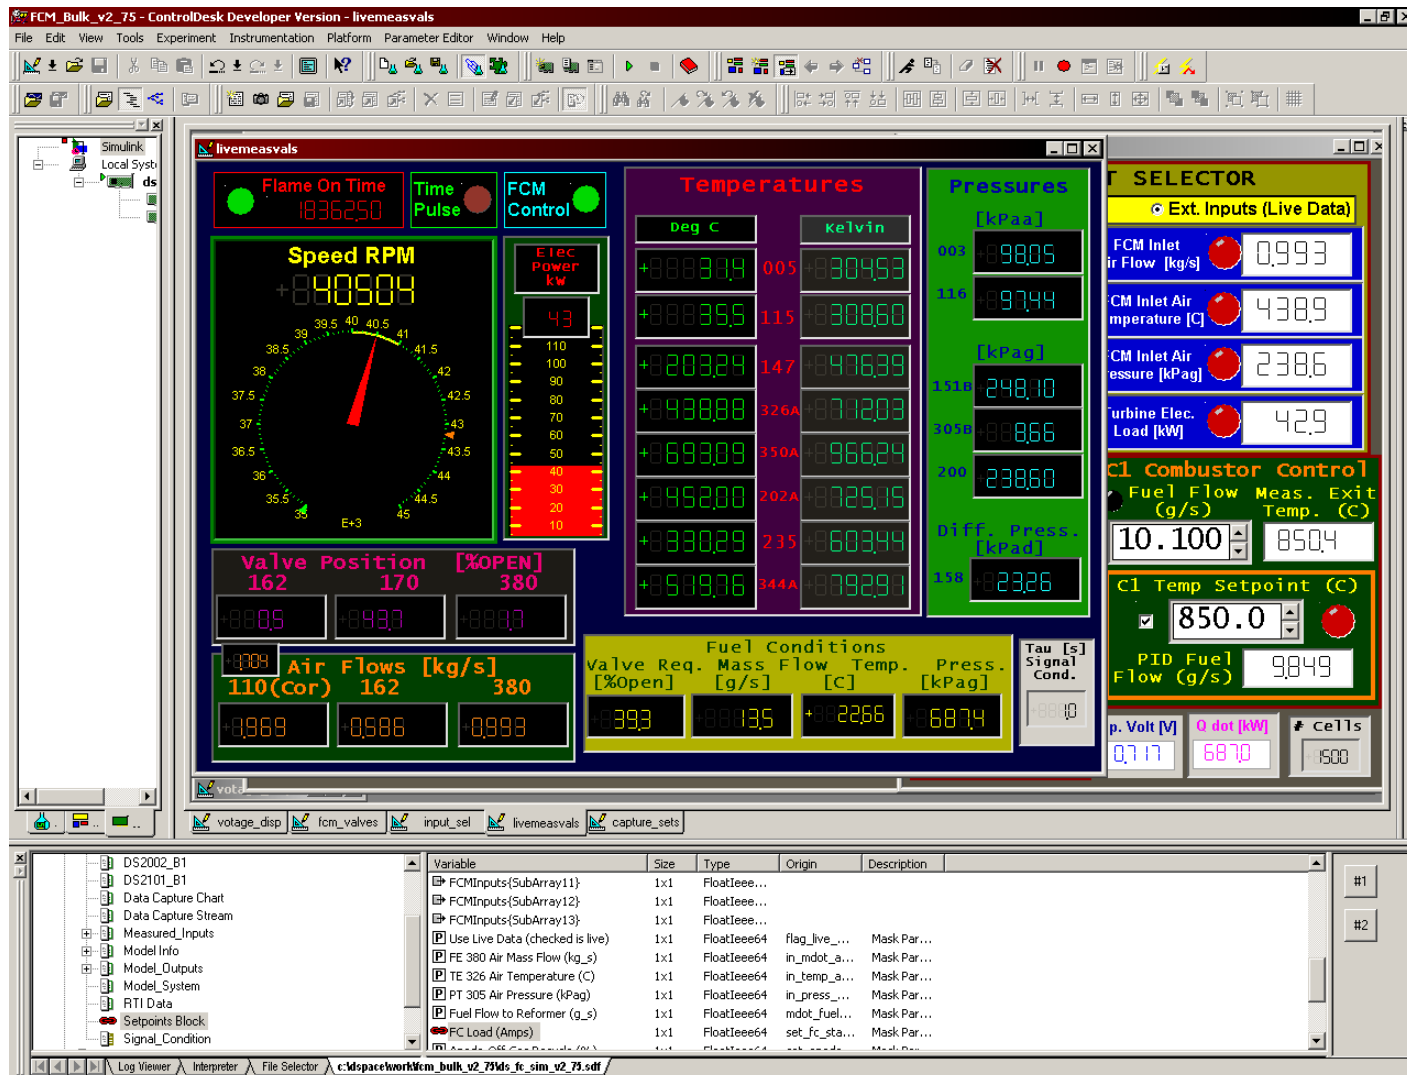 FCM_Bulk_v2_75 - ControlDesk Developer Version - livemeasvals
File Edit View Tools Experiment Instrumentation Platform Parameter Editor Window Help
Simulink
Local Syst
ds
livemeasvals
Flame On Time
18362.50
Time
Pulse
FCM
Control
Speed RPM
+40504
35 35.5 36 36.5 37 37.5 38 38.5 39 39.5 40 40.5 41 41.5 42 42.5 43 43.5 44 44.5 45
E+3
Elec
Power
kW
43
110
100
90
80
70
60
50
40
30
20
10
Temperatures
Deg C Kelvin
+31.4 005 304.53
+35.5 115 308.60
+203.24 147 476.39
+438.88 326A 712.03
+693.09 350A 966.24
+452.00 202A 725.15
+330.29 235 603.44
+519.76 344A 792.91
Pressures
[kPaa]
003 98.05
116 97.44
[kPag]
151B 248.10
305B 8.66
200 238.60
Diff. Press.
[kPad]
158 23.26
Valve Position [%OPEN]
162 170 380
0.5 43.7 1.7
1.304
Air Flows [kg/s]
110(Cor) 162 380
1.969 0.586 0.993
Fuel Conditions
Valve Req. Mass Flow Temp. Press.
[%Open] [g/s] [C] [kPag]
39.3 13.5 +22.66 687.4
Tau [s]
Signal
Cond.
1.0
T SELECTOR
Ext. Inputs (Live Data)
FCM Inlet
ir Flow [kg/s] 0.993
FCM Inlet Air
mperature [C] 438.9
FCM Inlet Air
essure [kPag] 238.6
Turbine Elec.
Load [kW] 42.9
C1 Combustor Control
Fuel Flow Meas. Exit
(g/s) Temp. (C)
10.100 850.4
C1 Temp Setpoint (C)
850.0
PID Fuel
Flow (g/s) 9.849
p. Volt [V] Q dot [kW] # Cells
0.717 687.0 1500
vota
votage_disp fcm_valves input_sel livemeasvals capture_sets
DS2002_B1
DS2101_B1
Data Capture Chart
Data Capture Stream
Measured_Inputs
Model Info
Model_Outputs
Model_System
RTI Data
Setpoints Block
Signal_Condition
Variable Size Type Origin Description
FCMInputs{SubArray11} 1x1 FloatIeee...
FCMInputs{SubArray12} 1x1 FloatIeee...
FCMInputs{SubArray13} 1x1 FloatIeee...
Use Live Data (checked is live) 1x1 FloatIeee64 flag_live_... Mask Par...
FE 380 Air Mass Flow (kg_s) 1x1 FloatIeee64 in_mdot_a... Mask Par...
TE 326 Air Temperature (C) 1x1 FloatIeee64 in_temp_a... Mask Par...
PT 305 Air Pressure (kPag) 1x1 FloatIeee64 in_press_... Mask Par...
Fuel Flow to Reformer (g_s) 1x1 FloatIeee64 mdot_fuel... Mask Par...
FC Load (Amps) 1x1 FloatIeee64 set_fc_sta... Mask Par...
#1
#2
Log Viewer Interpreter File Selector c:\dspace\work\fcm_bulk_v2_75\ds_fc_sim_v2_75.sdf